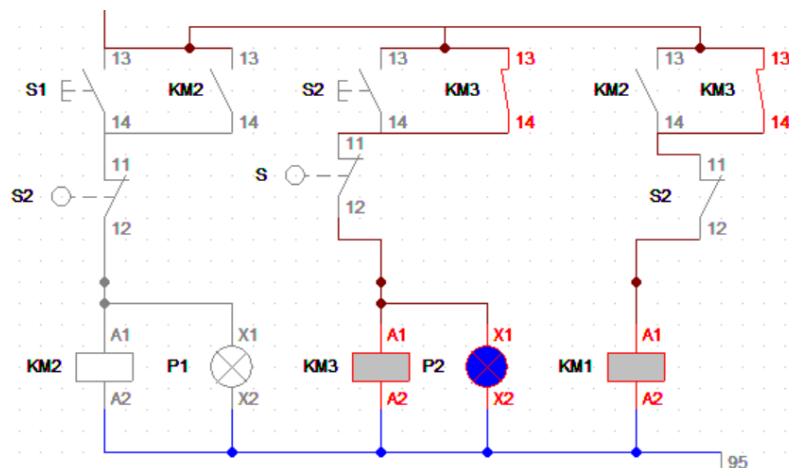 13 13 13 13 13 13
S1 KM2 S2 KM3 KM2 KM3
14 14 14 14 14 14
11 11 11
S2 S S2
12 12 12
A1 X1 A1 X1 A1
KM2 P1 KM3 P2 KM1
A2 X2 A2 X2 A2
95